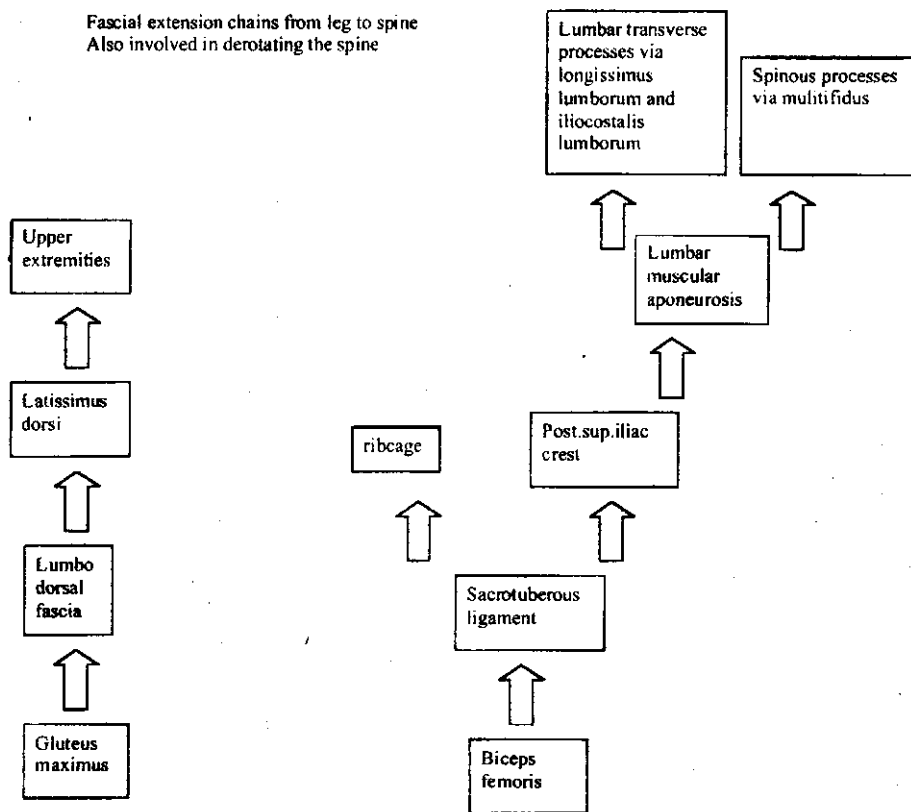 Fascial extension chains from leg to spine
Also involved in derotating the spine
Lumbar transverse
processes via
longissimus
lumborum and
iliocostalis
lumborum
Spinous processes
via mulitifidus
Upper
extremities
Lumbar
muscular
aponeurosis
Latissimus
dorsi
ribcage
Post.sup.iliac
crest
Lumbo
dorsal
fascia
Sacrotuberous
ligament
Gluteus
maximus
Biceps
femoris